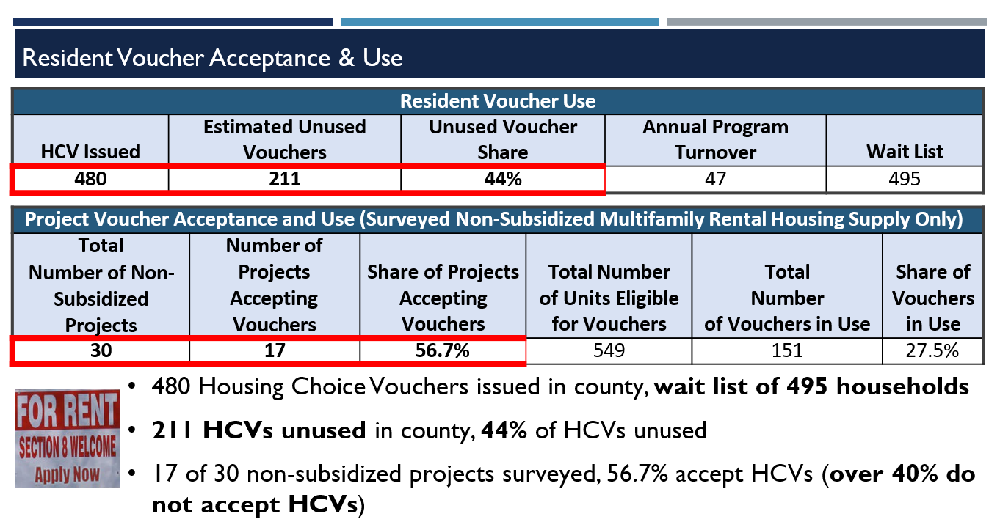 Resident Voucher Acceptance & Use
Resident Voucher Use
HCV Issued
Estimated Unused
Vouchers
Unused Voucher
Share
Annual Program
Turnover
Wait List
480
211
44%
47
495
Project Voucher Acceptance and Use (Surveyed Non-Subsidized Multifamily Rental Housing Supply Only)
Total
Number of Non-
Subsidized
Projects
Number of
Projects
Accepting
Vouchers
Share of Projects
Accepting
Vouchers
Total Number
of Units Eligible
for Vouchers
Total
Number
of Vouchers in Use
Share of
Vouchers
in Use
30
17
56.7%
549
151
27.5%
FOR RENT
SECTION 8 WELCOME
Apply Now
• 480 Housing Choice Vouchers issued in county, wait list of 495 households
• 211 HCVs unused in county, 44% of HCVs unused
• 17 of 30 non-subsidized projects surveyed, 56.7% accept HCVs (over 40% do
not accept HCVs)